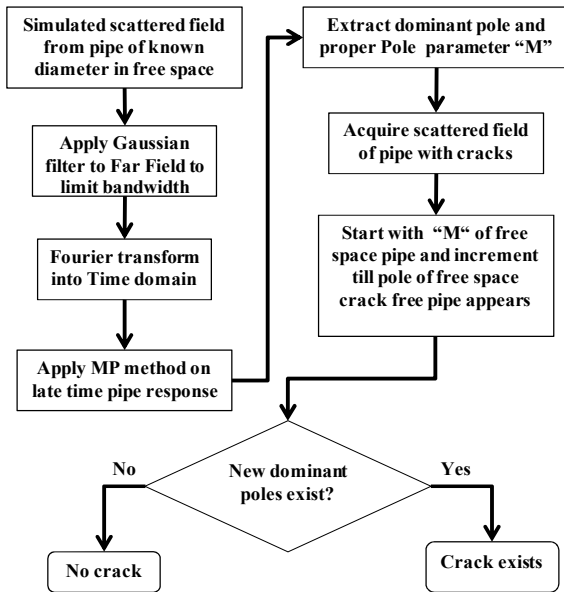 Simulated scattered field
from pipe of known
diameter in free space
Apply Gaussian
filter to Far Field to
limit bandwidth
Fourier transform
into Time domain
Apply MP method on
late time pipe response
Extract dominant pole and
proper Pole parameter “M”
Acquire scattered field
of pipe with cracks
Start with “M“ of free
space pipe and increment
till pole of free space
crack free pipe appears
New dominant
poles exist?
No
Yes
No crack
Crack exists